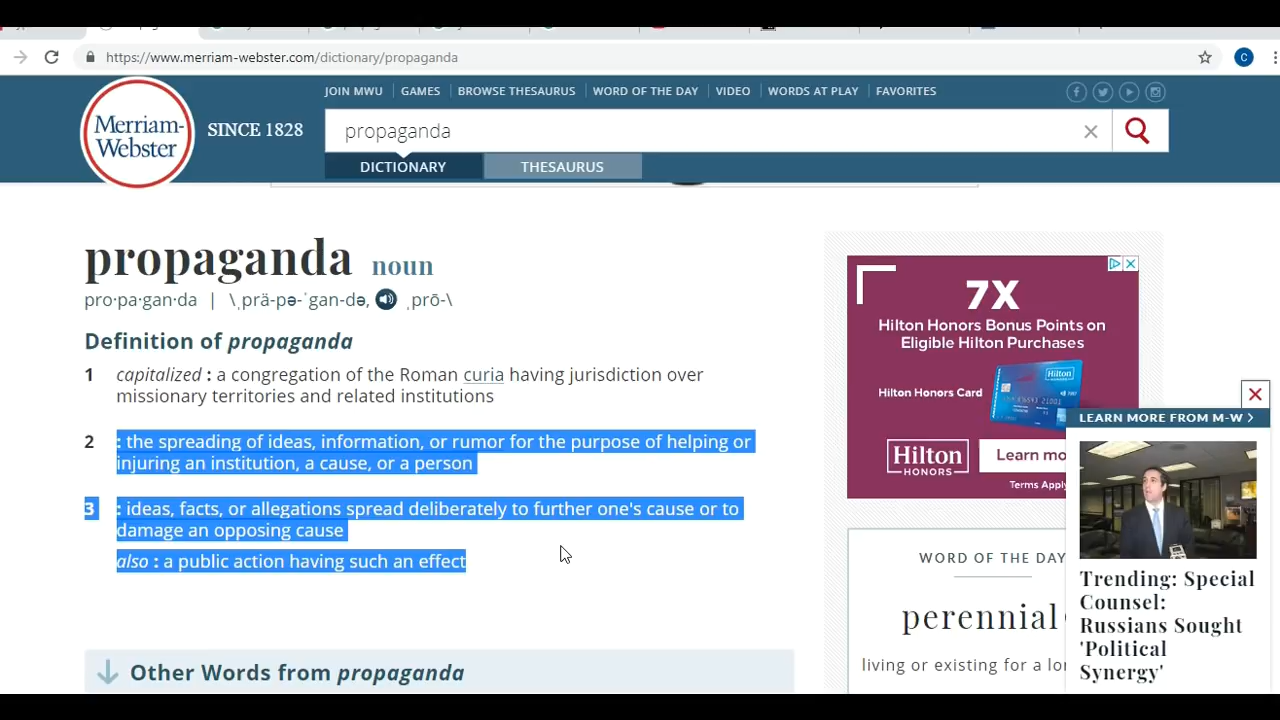 https://www.merriam-webster.com/dictionary/propaganda
C
Merriam-
Webster
SINCE 1828
JOIN MWU
GAMES
BROWSE THESAURUS
WORD OF THE DAY
VIDEO
WORDS AT PLAY
FAVORITES
propaganda
DICTIONARY
THESAURUS
propaganda noun
pro·pa·gan·da | \ ˌprä-pə-ˈgan-də, ˌprō-\
Definition of propaganda
1 capitalized : a congregation of the Roman curia having jurisdiction over
missionary territories and related institutions
2 : the spreading of ideas, information, or rumor for the purpose of helping or
injuring an institution, a cause, or a person
3 : ideas, facts, or allegations spread deliberately to further one's cause or to
damage an opposing cause
also : a public action having such an effect
Other Words from propaganda
7X
Hilton Honors Bonus Points on
Eligible Hilton Purchases
Hilton Honors Card
Hilton
HONORS
Learn mo
Terms Apply
WORD OF THE DAY
perennial
living or existing for a lo
LEARN MORE FROM M-W >
Trending: Special
Counsel:
Russians Sought
'Political
Synergy'